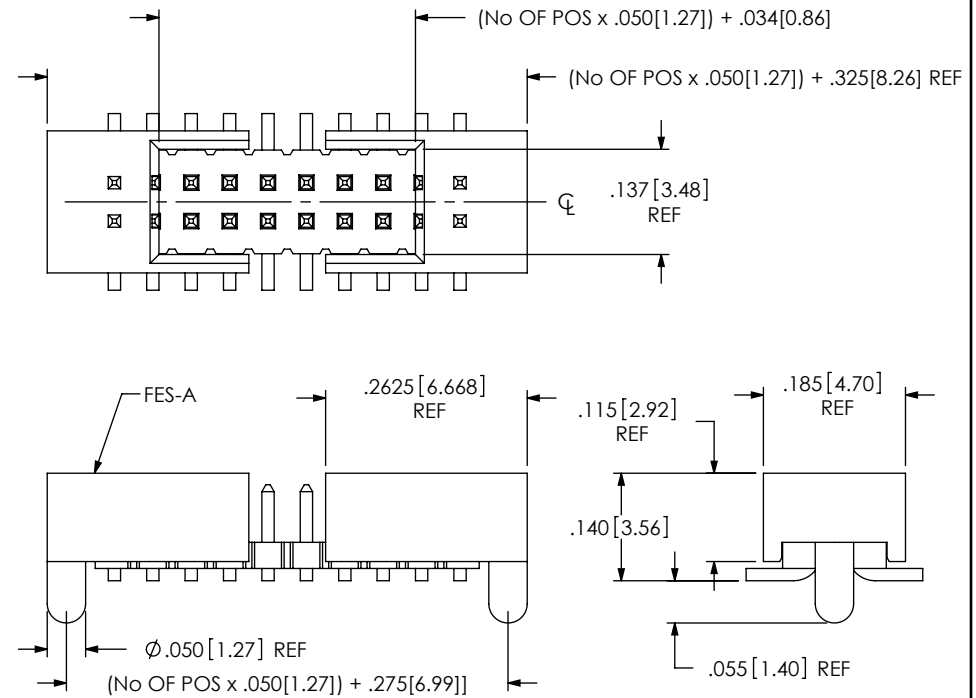 (No OF POS x .050[1.27]) + .034[0.86]
(No OF POS x .050[1.27]) + .325[8.26] REF
℄
.137[3.48]
REF
FES-A
.2625[6.668]
REF
.115[2.92]
REF
.185[4.70]
REF
.140[3.56]
Ø.050[1.27] REF
(No OF POS x .050[1.27]) + .275[6.99]]
.055[1.40] REF